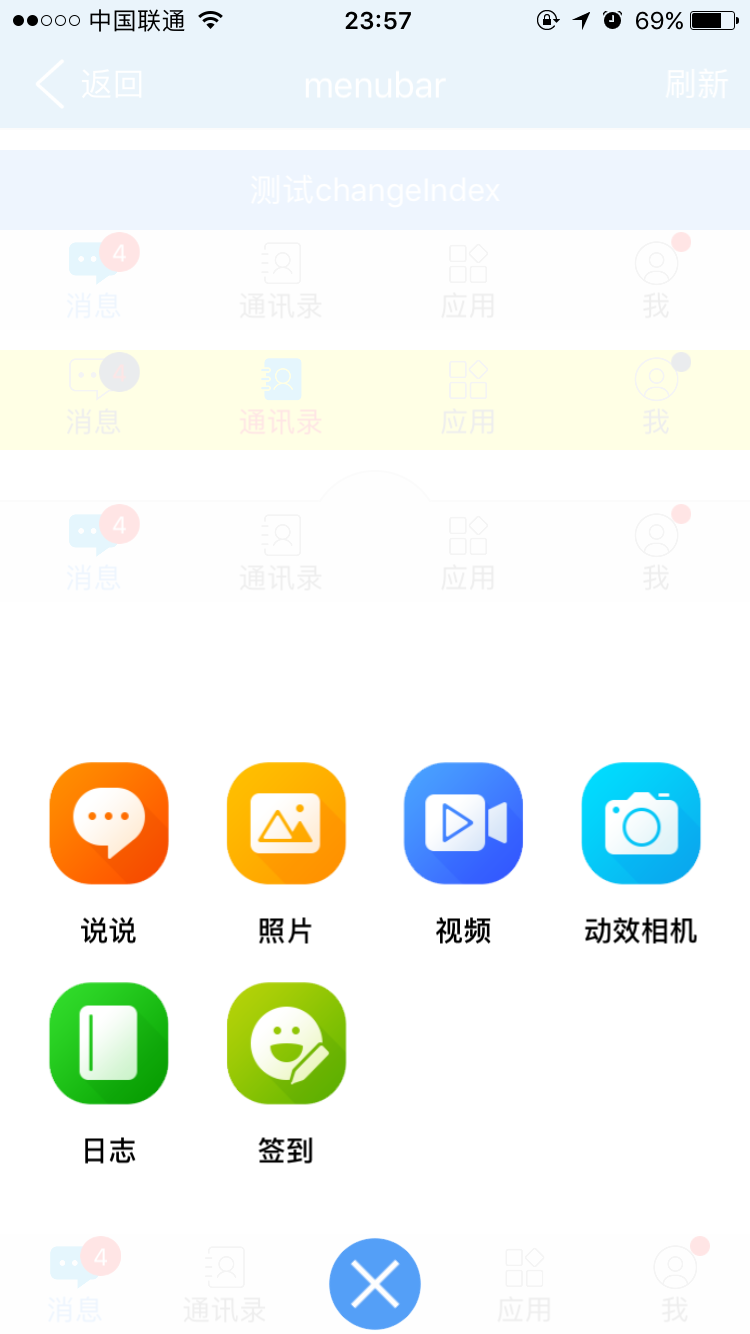 中国联通 23:57 69%
返回 menubar 刷新
测试changeIndex
4
消息 通讯录 应用 我
消息 通讯录 应用 我
4
消息 通讯录 应用 我
说说 照片 视频 动效相机
日志 签到
4
消息 通讯录 应用 我